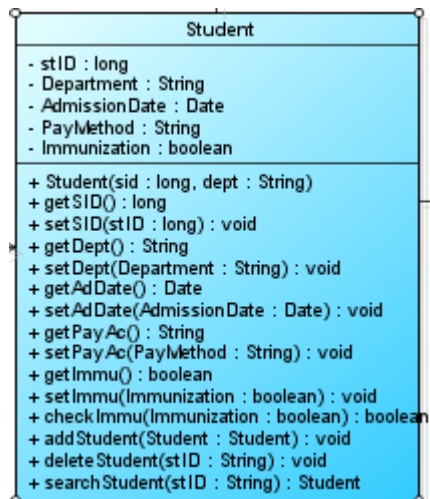 Student
- stID : long
- Department : String
- AdmissionDate : Date
- PayMethod : String
- Immunization : boolean
+ Student(sid : long, dept : String)
+ getSID() : long
+ setSID(stID : long) : void
+ getDept() : String
+ setDept(Department : String) : void
+ getAdDate() : Date
+ setAdDate(AdmissionDate : Date) : void
+ getPayAc() : String
+ setPayAc(PayMethod : String) : void
+ getImmu() : boolean
+ setImmu(Immunization : boolean) : void
+ checkImmu(Immunization : boolean) : boolean
+ addStudent(Student : Student) : void
+ deleteStudent(stID : String) : void
+ searchStudent(stID : String) : Student